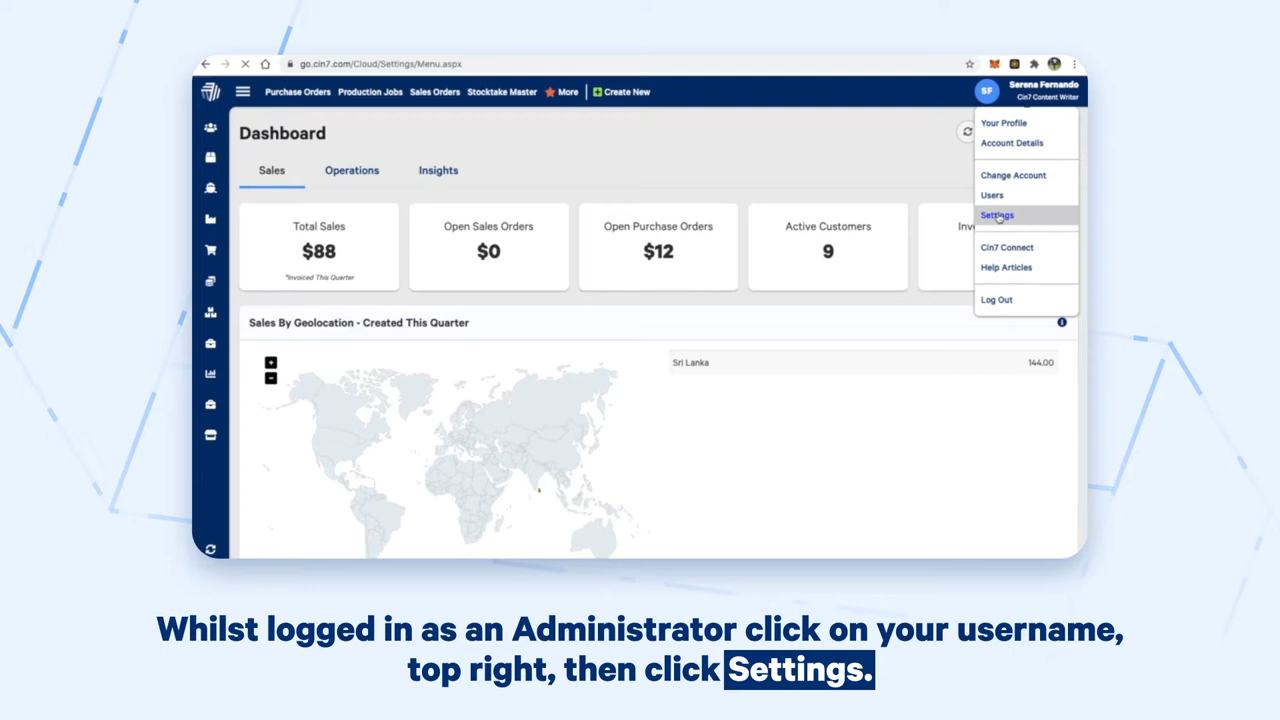 go.cin7.com/Cloud/Settings/Menu.aspx
Purchase Orders Production Jobs Sales Orders Stocktake Master More Create New
SF Serena Fernando
Cin7 Content Writer
Dashboard
Sales Operations Insights
Total Sales
$88
*Invoiced This Quarter
Open Sales Orders
$0
Open Purchase Orders
$12
Active Customers
9
Your Profile
Account Details
Change Account
Users
Settings
Cin7 Connect
Help Articles
Log Out
Sales By Geolocation - Created This Quarter
Sri Lanka 144.00
Whilst logged in as an Administrator click on your username,
top right, then click Settings.